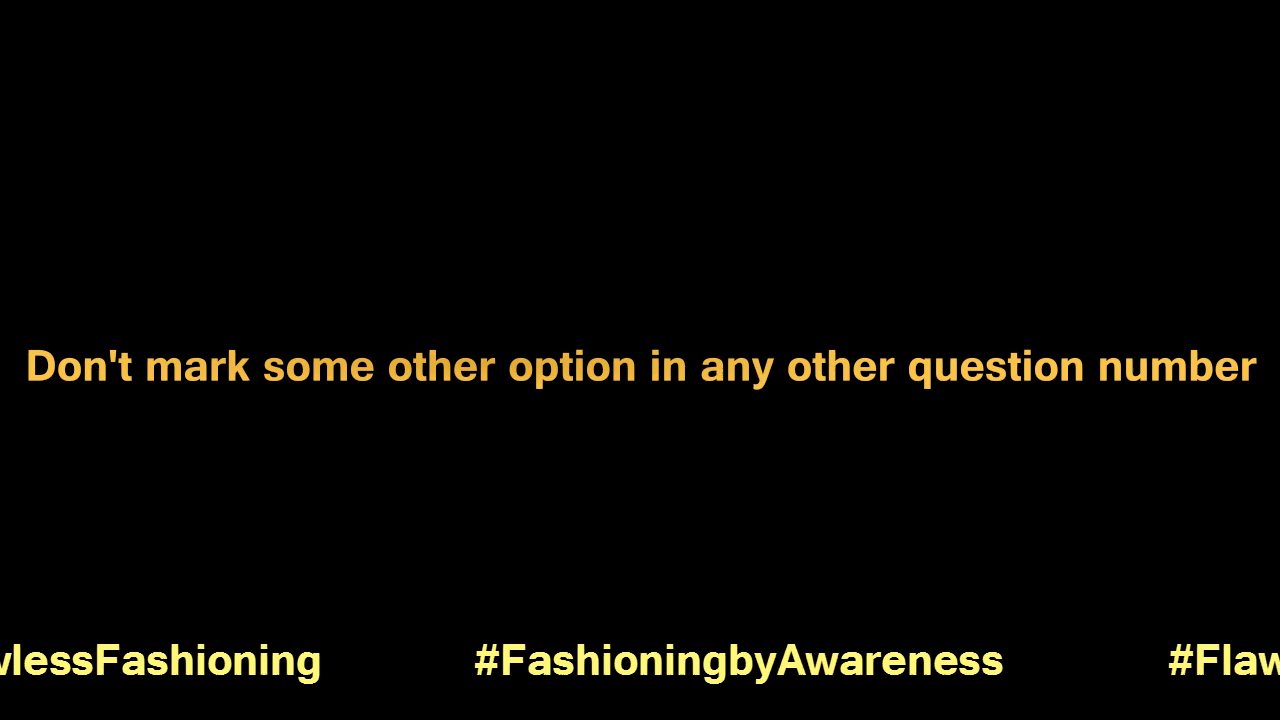 Don't mark some other option in any other question number
wlessFashioning #FashioningbyAwareness #Flaw